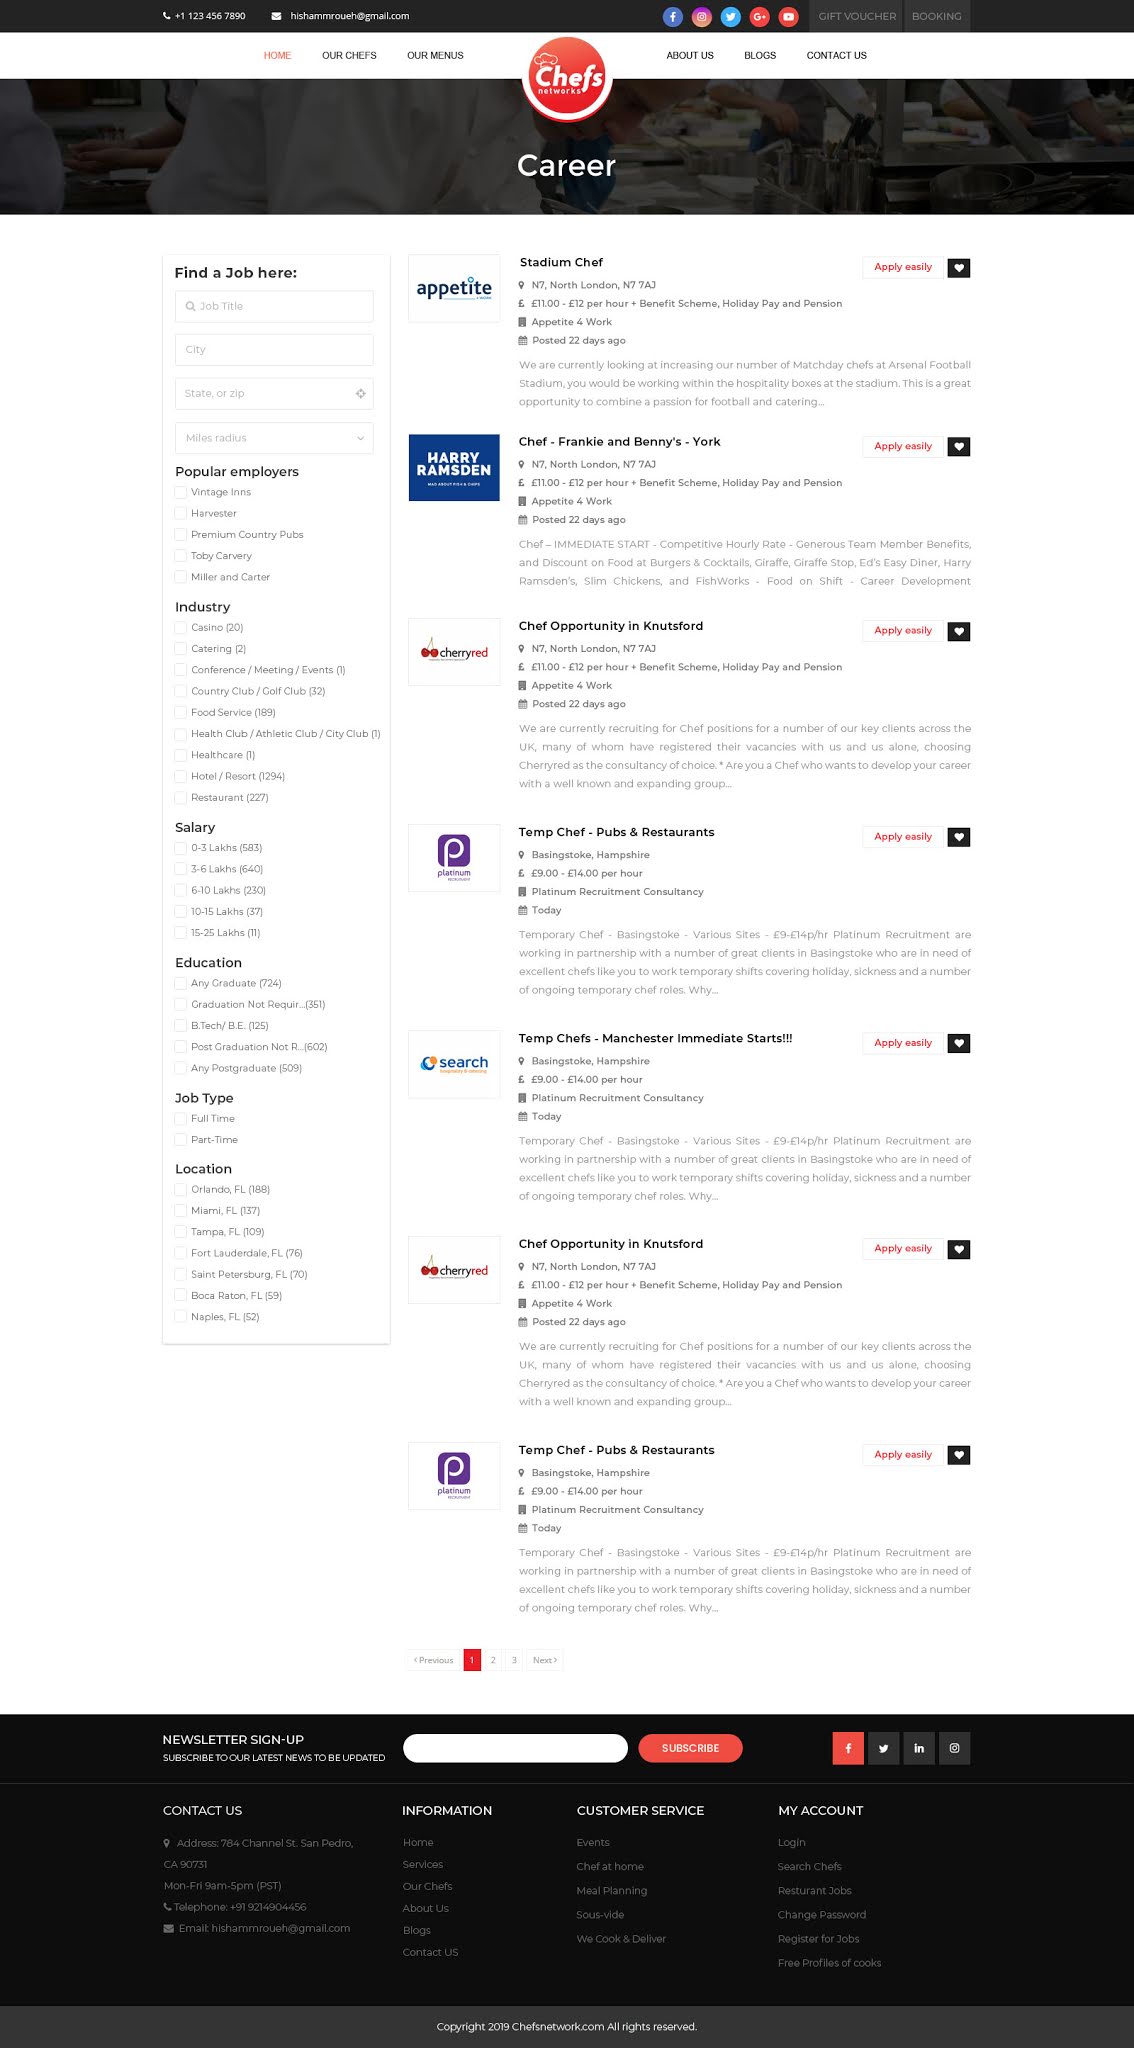 +1 123 456 7890
hishammroueh@gmail.com
GIFT VOUCHER
BOOKING
HOME
OUR CHEFS
OUR MENUS
Chefs
networks
ABOUT US
BLOGS
CONTACT US
Career
Find a Job here:
Job Title
City
State, or zip
Miles radius
Popular employers
Vintage Inns
Harvester
Premium Country Pubs
Toby Carvery
Miller and Carter
Industry
Casino (20)
Catering (2)
Conference / Meeting / Events (1)
Country Club / Golf Club (32)
Food Service (189)
Health Club / Athletic Club / City Club (1)
Healthcare (1)
Hotel / Resort (1294)
Restaurant (227)
Salary
0-3 Lakhs (583)
3-6 Lakhs (640)
6-10 Lakhs (230)
10-15 Lakhs (37)
15-25 Lakhs (11)
Education
Any Graduate (724)
Graduation Not Requir...(351)
B.Tech/ B.E. (125)
Post Graduation Not R...(602)
Any Postgraduate (509)
Job Type
Full Time
Part-Time
Location
Orlando, FL (188)
Miami, FL (137)
Tampa, FL (109)
Fort Lauderdale, FL (76)
Saint Petersburg, FL (70)
Boca Raton, FL (59)
Naples, FL (52)
appetite
Stadium Chef
Apply easily
N7, North London, N7 7AJ
£ £11.00 - £12 per hour + Benefit Scheme, Holiday Pay and Pension
Appetite 4 Work
Posted 22 days ago
We are currently looking at increasing our number of Matchday chefs at Arsenal Football
Stadium, you would be working within the hospitality boxes at the stadium. This is a great
opportunity to combine a passion for football and catering...
HARRY
RAMSDEN
MAD ABOUT FISH & CHIPS
Chef - Frankie and Benny's - York
Apply easily
N7, North London, N7 7AJ
£ £11.00 - £12 per hour + Benefit Scheme, Holiday Pay and Pension
Appetite 4 Work
Posted 22 days ago
Chef – IMMEDIATE START - Competitive Hourly Rate - Generous Team Member Benefits,
and Discount on Food at Burgers & Cocktails, Giraffe, Giraffe Stop, Ed's Easy Diner, Harry
Ramsden's, Slim Chickens, and FishWorks - Food on Shift - Career Development
cherryred
Chef Opportunity in Knutsford
Apply easily
N7, North London, N7 7AJ
£ £11.00 - £12 per hour + Benefit Scheme, Holiday Pay and Pension
Appetite 4 Work
Posted 22 days ago
We are currently recruiting for Chef positions for a number of our key clients across the
UK, many of whom have registered their vacancies with us and us alone, choosing
Cherryred as the consultancy of choice. * Are you a Chef who wants to develop your career
with a well known and expanding group...
platinum
RECRUITMENT
Temp Chef - Pubs & Restaurants
Apply easily
Basingstoke, Hampshire
£ £9.00 - £14.00 per hour
Platinum Recruitment Consultancy
Today
Temporary Chef - Basingstoke - Various Sites - £9-£14p/hr Platinum Recruitment are
working in partnership with a number of great clients in Basingstoke who are in need of
excellent chefs like you to work temporary shifts covering holiday, sickness and a number
of ongoing temporary chef roles. Why...
search
hospitality & catering
Temp Chefs - Manchester Immediate Starts!!!
Apply easily
Basingstoke, Hampshire
£ £9.00 - £14.00 per hour
Platinum Recruitment Consultancy
Today
Temporary Chef - Basingstoke - Various Sites - £9-£14p/hr Platinum Recruitment are
working in partnership with a number of great clients in Basingstoke who are in need of
excellent chefs like you to work temporary shifts covering holiday, sickness and a number
of ongoing temporary chef roles. Why...
cherryred
Chef Opportunity in Knutsford
Apply easily
N7, North London, N7 7AJ
£ £11.00 - £12 per hour + Benefit Scheme, Holiday Pay and Pension
Appetite 4 Work
Posted 22 days ago
We are currently recruiting for Chef positions for a number of our key clients across the
UK, many of whom have registered their vacancies with us and us alone, choosing
Cherryred as the consultancy of choice. * Are you a Chef who wants to develop your career
with a well known and expanding group...
platinum
RECRUITMENT
Temp Chef - Pubs & Restaurants
Apply easily
Basingstoke, Hampshire
£ £9.00 - £14.00 per hour
Platinum Recruitment Consultancy
Today
Temporary Chef - Basingstoke - Various Sites - £9-£14p/hr Platinum Recruitment are
working in partnership with a number of great clients in Basingstoke who are in need of
excellent chefs like you to work temporary shifts covering holiday, sickness and a number
of ongoing temporary chef roles. Why...
‹ Previous 1 2 3 Next ›
NEWSLETTER SIGN-UP
SUBSCRIBE TO OUR LATEST NEWS TO BE UPDATED
SUBSCRIBE
CONTACT US
Address: 784 Channel St. San Pedro,
CA 90731
Mon-Fri 9am-5pm (PST)
Telephone: +91 9214904456
Email: hishammroueh@gmail.com
INFORMATION
Home
Services
Our Chefs
About Us
Blogs
Contact US
CUSTOMER SERVICE
Events
Chef at home
Meal Planning
Sous-vide
We Cook & Deliver
MY ACCOUNT
Login
Search Chefs
Resturant Jobs
Change Password
Register for Jobs
Free Profiles of cooks
Copyright 2019 Chefsnetwork.com All rights reserved.